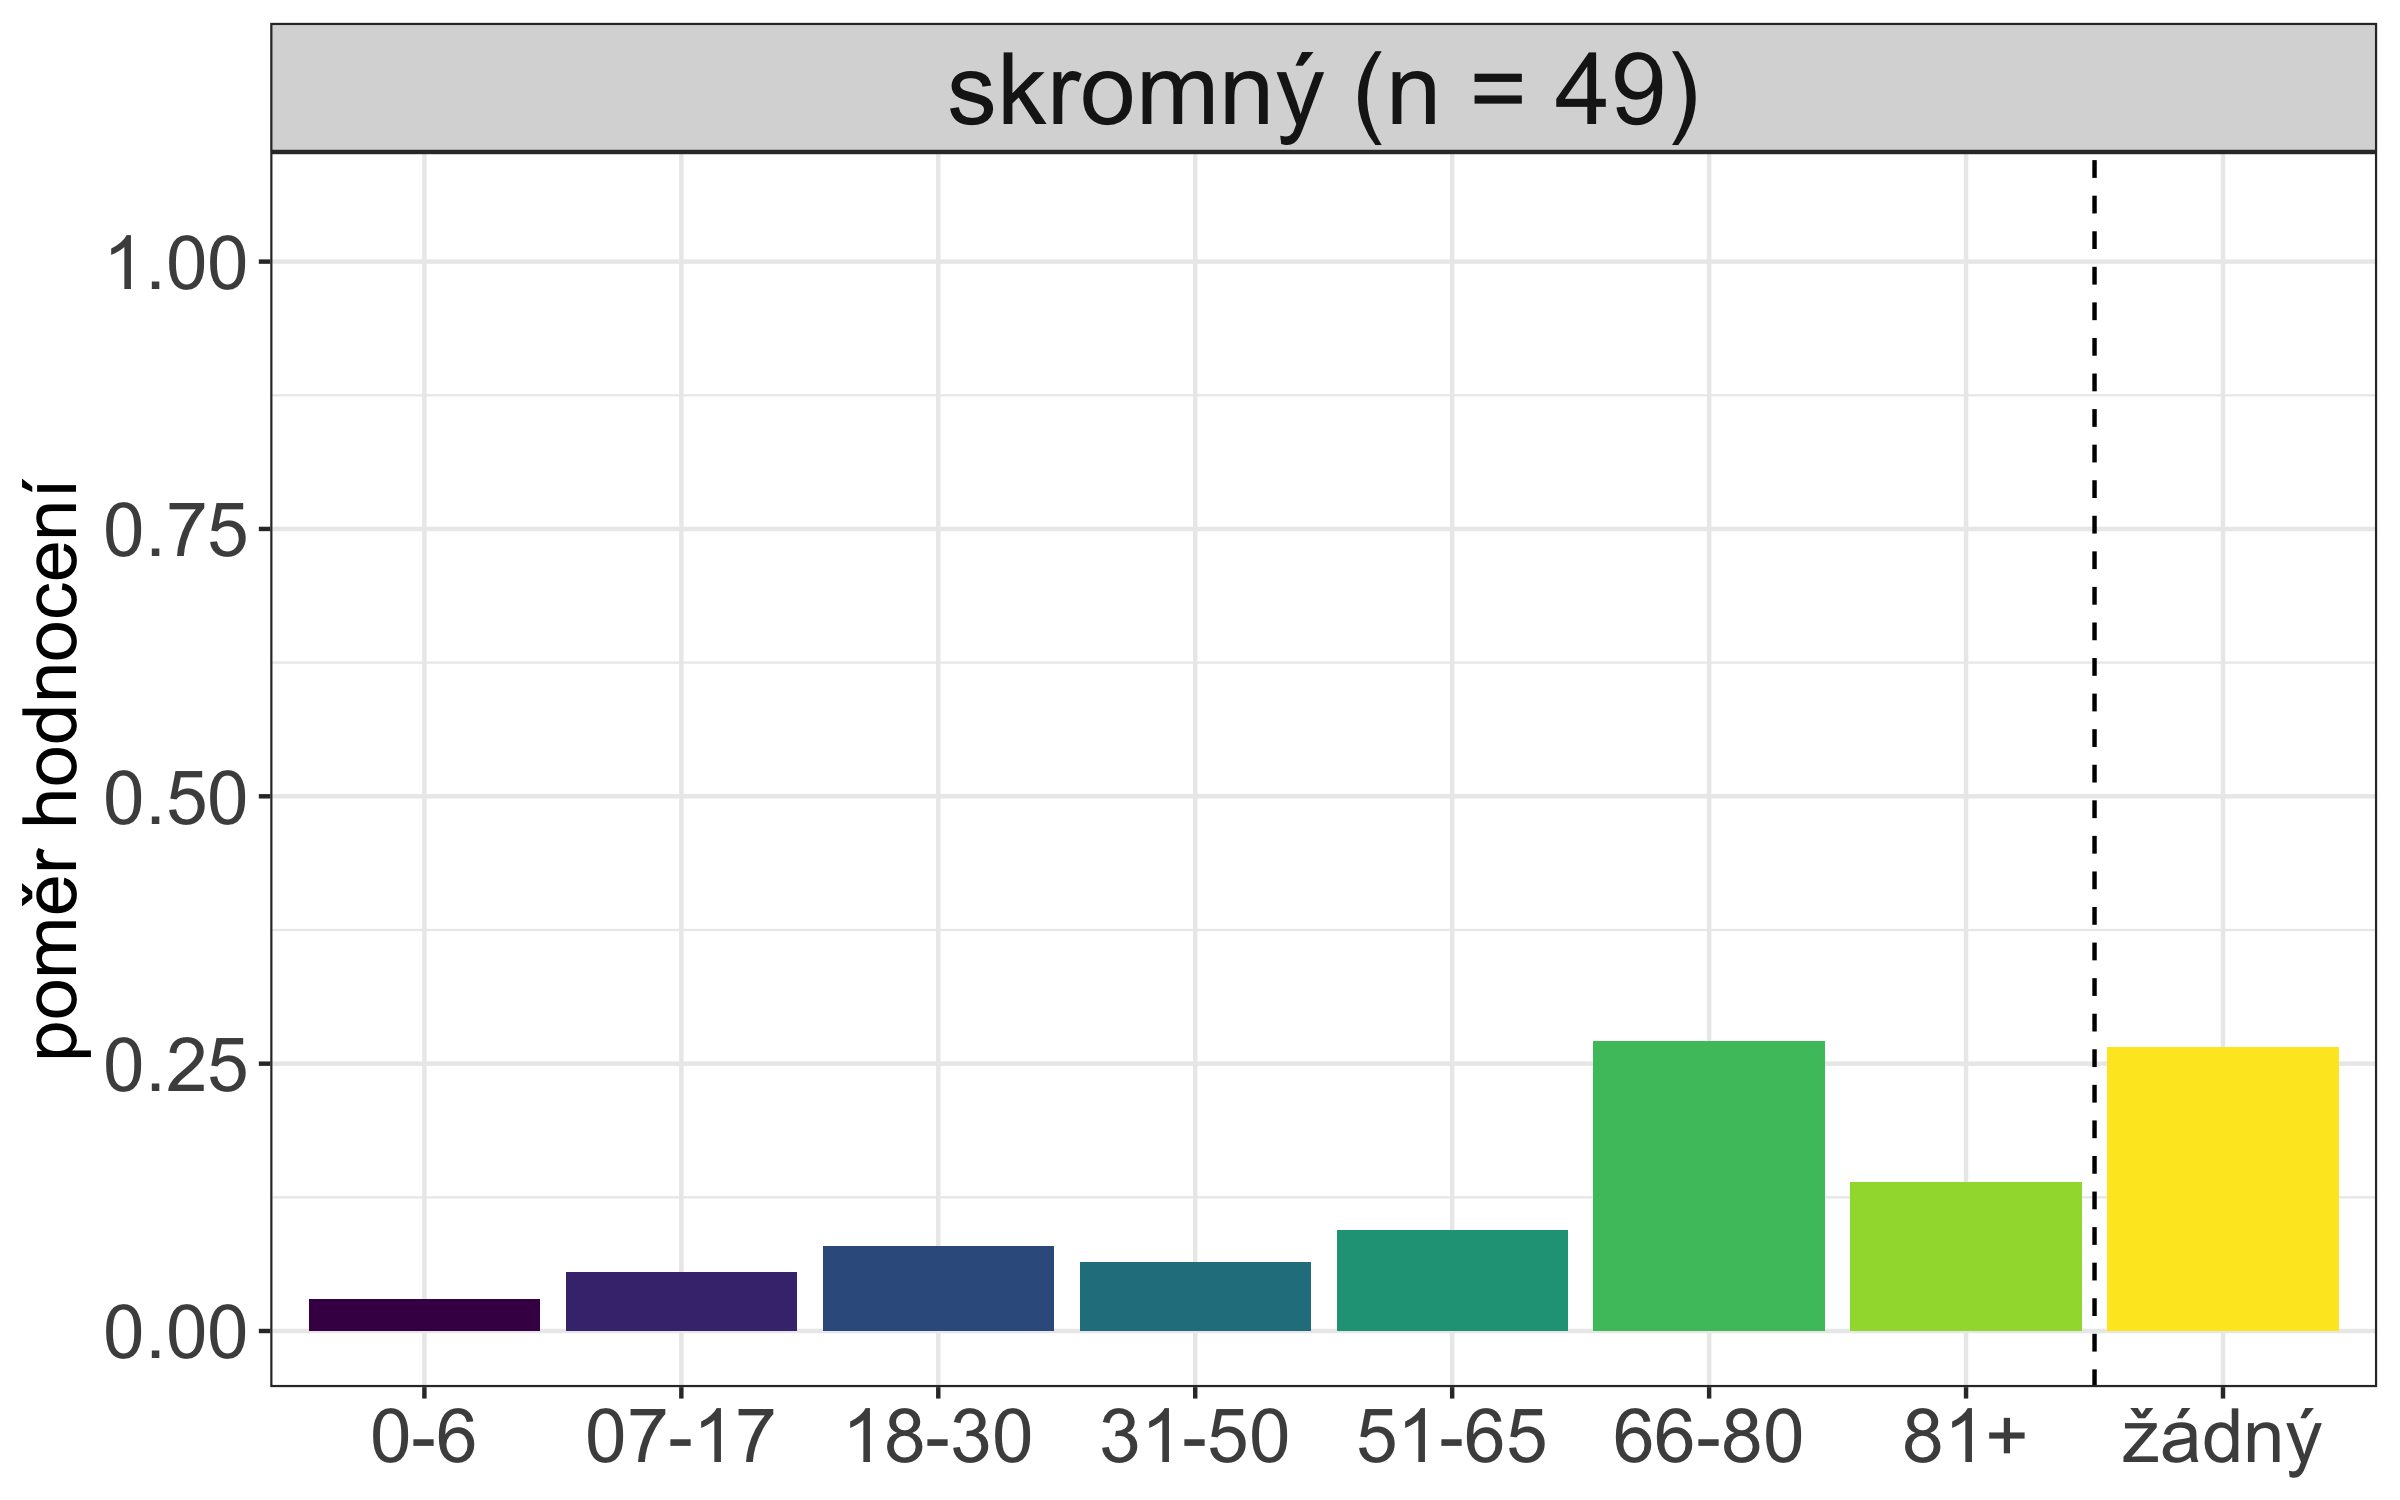 skromný (n = 49)
poměr hodnocení
1.00
0.75
0.50
0.25
0.00
0-6 07-17 18-30 31-50 51-65 66-80 81+ žádný